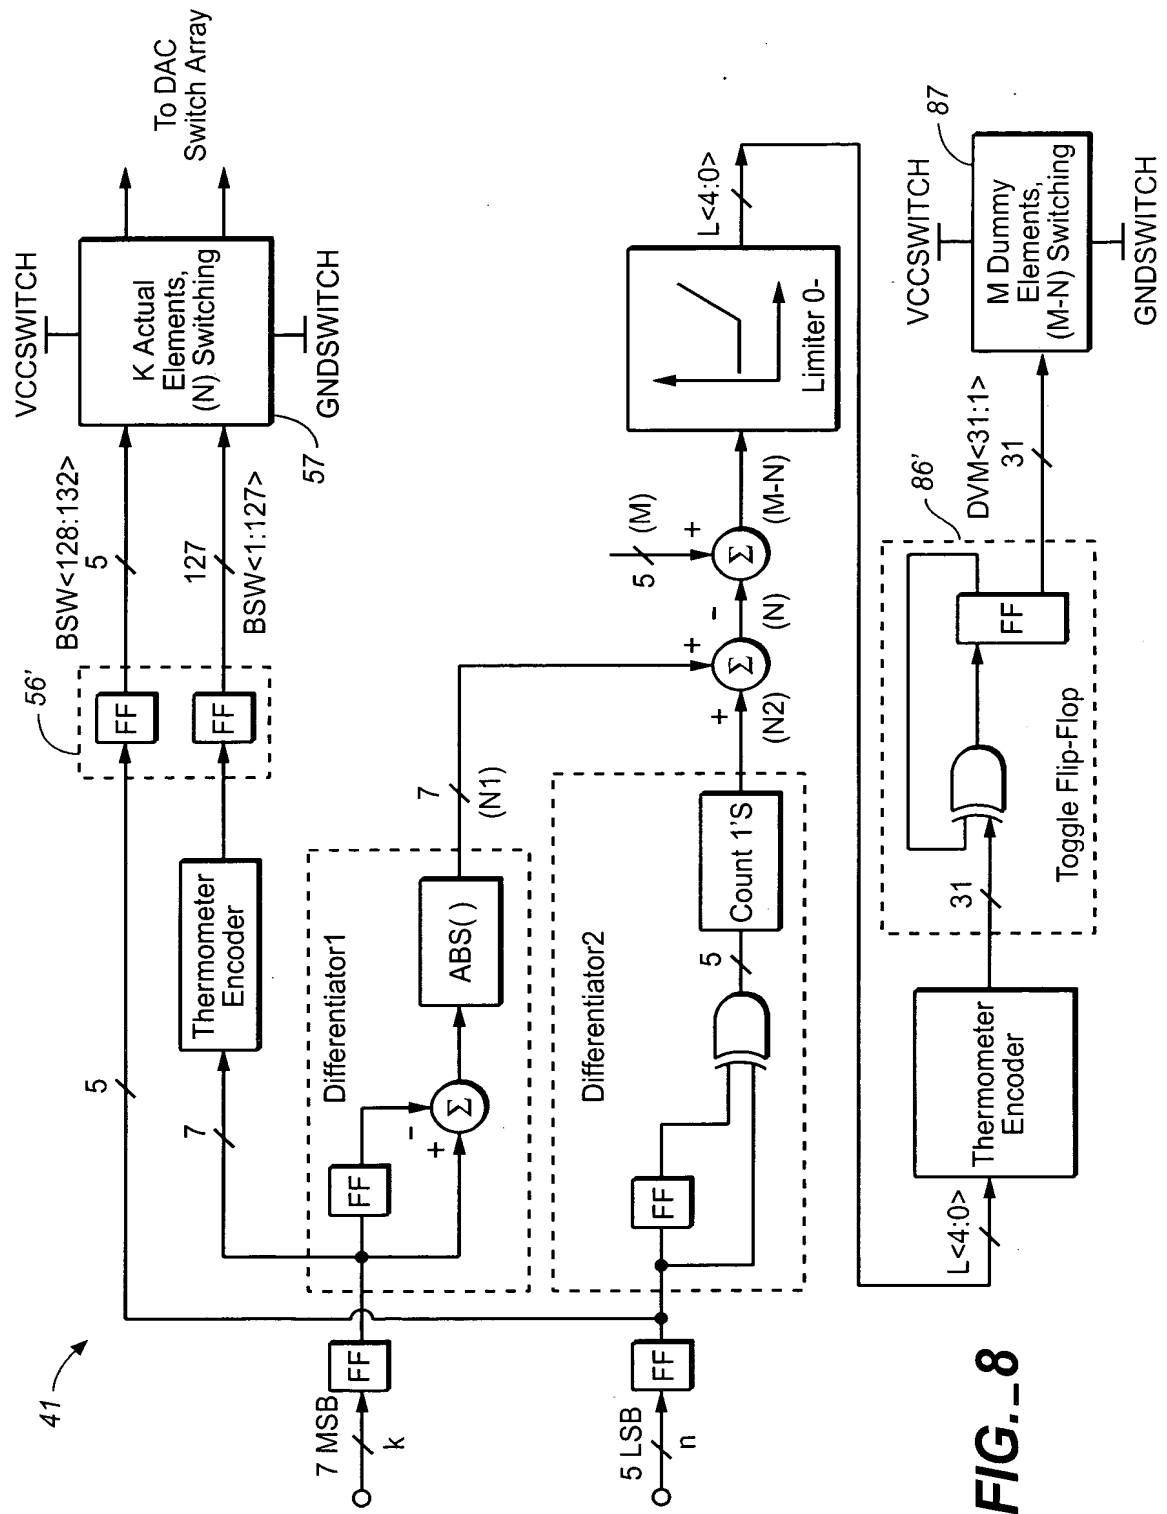 41
7 MSB
k
FF
5 LSB
n
FF
5
7
Thermometer
Encoder
56'
FF
FF
BSW<128:132>
5
127
BSW<1:127>
VCCSWITCH
K Actual
Elements,
(N) Switching
57
GNDSWITCH
To DAC
Switch Array
Differentiator1
FF
-
+
Σ
ABS( )
7
(N1)
Differentiator2
FF
5
Count 1'S
+
(N2)
+
Σ
-
(N)
5
(M)
+
Σ
(M-N)
Limiter 0-
L<4:0>
L<4:0>
Thermometer
Encoder
31
86'
FF
Toggle Flip-Flop
DVM<31:1>
31
VCCSWITCH
87
M Dummy
Elements,
(M-N) Switching
GNDSWITCH
FIG._8